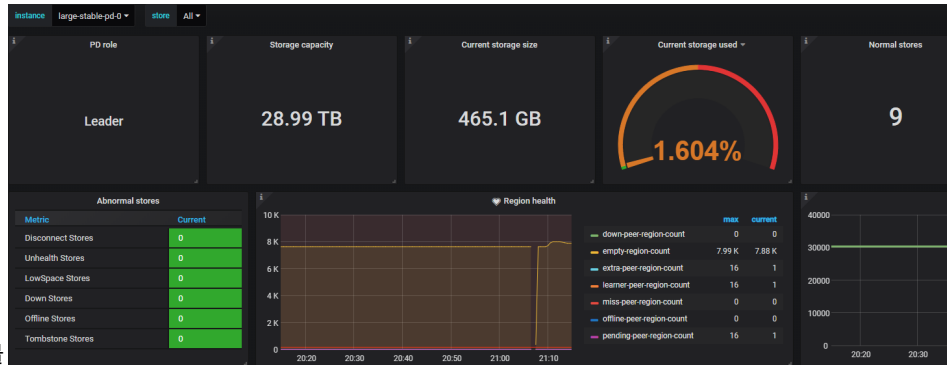 instance large-stable-pd-0 store All
PD role
Storage capacity
Current storage size
Current storage used
Normal stores
Leader
28.99 TB
465.1 GB
1.604%
9
Abnormal stores
Metric Current
Disconnect Stores 0
Unhealth Stores 0
LowSpace Stores 0
Down Stores 0
Offline Stores 0
Tombstone Stores 0
Region health
10 K
8 K
6 K
4 K
2 K
0
20:20 20:30 20:40 20:50 21:00 21:10
max current
down-peer-region-count 0 0
empty-region-count 7.99 K 7.88 K
extra-peer-region-count 16 1
learner-peer-region-count 16 1
miss-peer-region-count 0 0
offline-peer-region-count 0 0
pending-peer-region-count 16 1
40000
30000
20000
10000
0
20:20 20:30